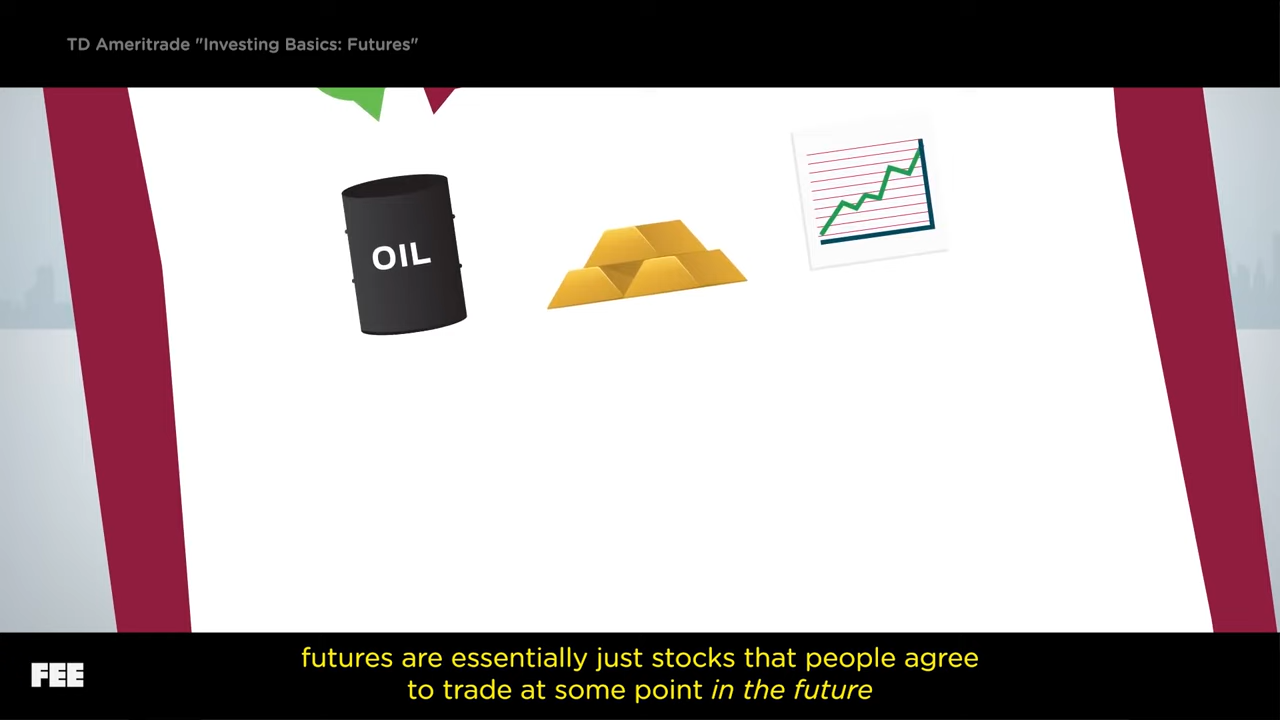 TD Ameritrade "Investing Basics: Futures"
OIL
futures are essentially just stocks that people agree
to trade at some point in the future
FEE